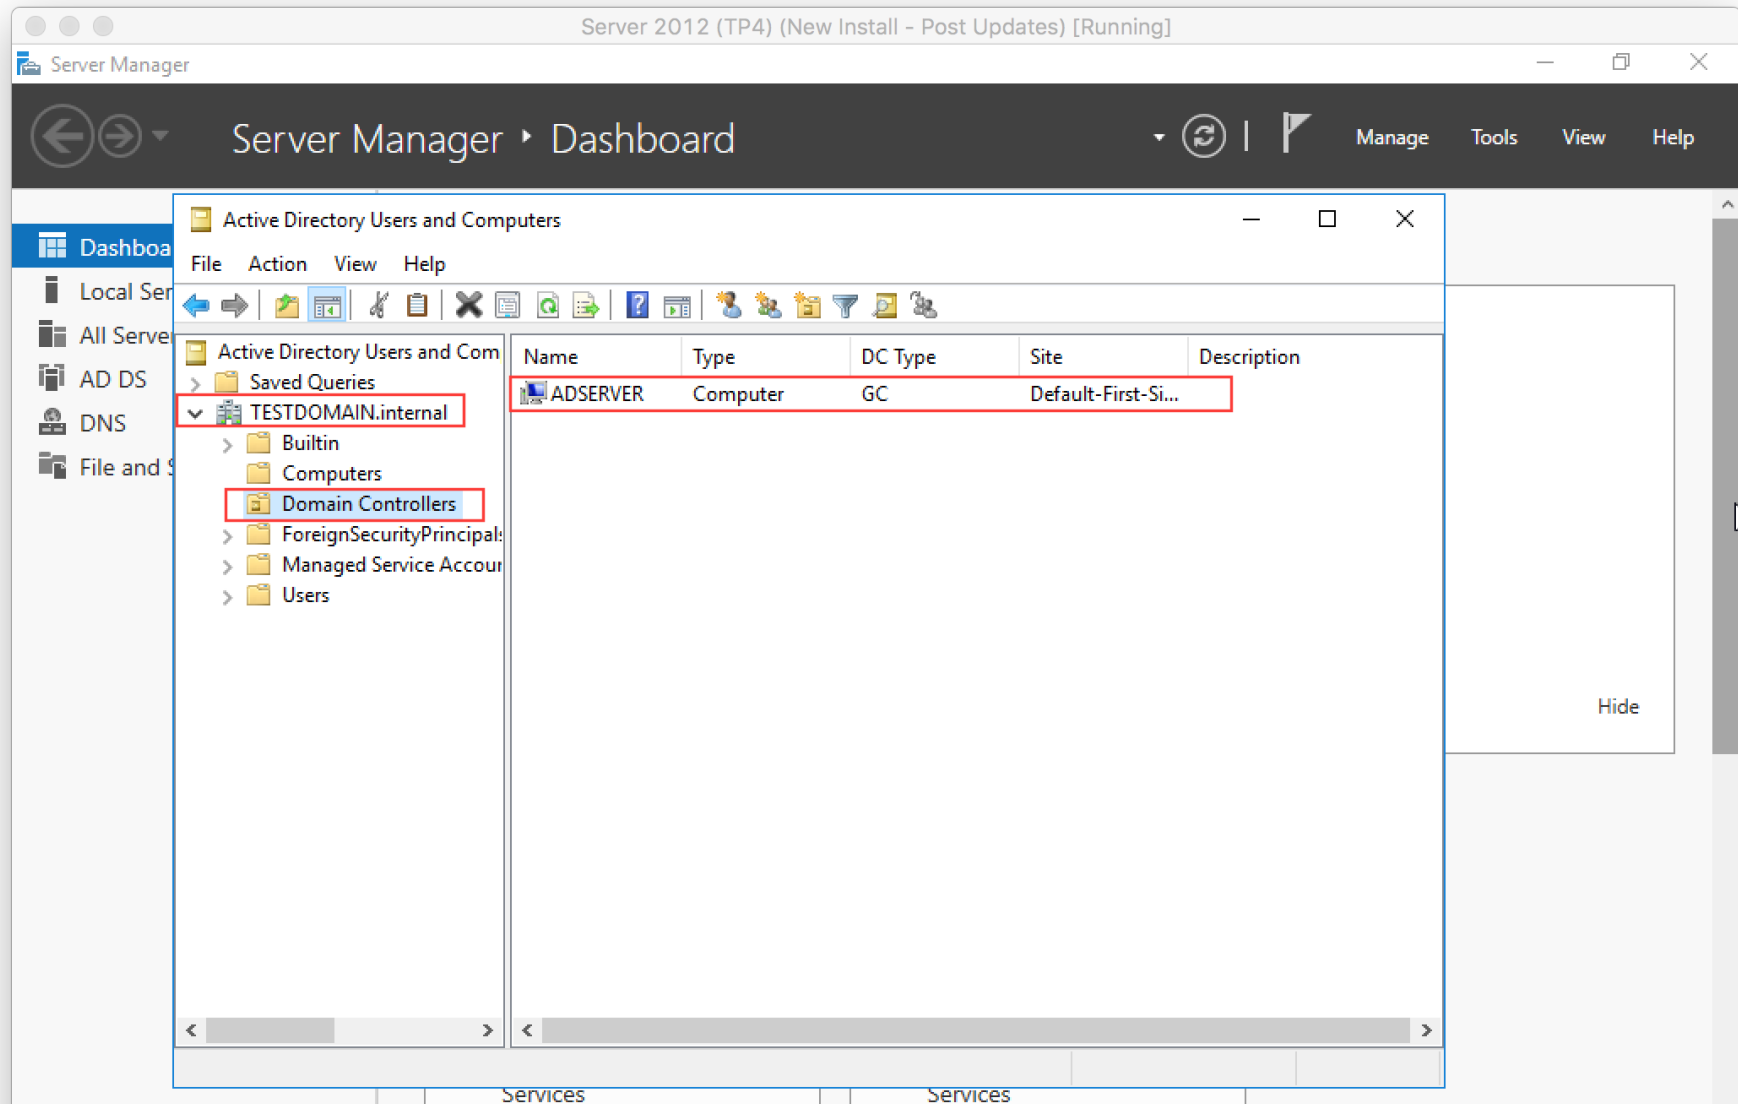 Server 2012 (TP4) (New Install - Post Updates) [Running]
Server Manager
Server Manager ‣ Dashboard
Manage Tools View Help
Active Directory Users and Computers
File Action View Help
Dashboa
Local Ser
All Server
AD DS
DNS
File and S
Active Directory Users and Com
Saved Queries
TESTDOMAIN.internal
Builtin
Computers
Domain Controllers
ForeignSecurityPrincipals
Managed Service Accour
Users
Name Type DC Type Site Description
ADSERVER Computer GC Default-First-Si...
Hide
Services Services